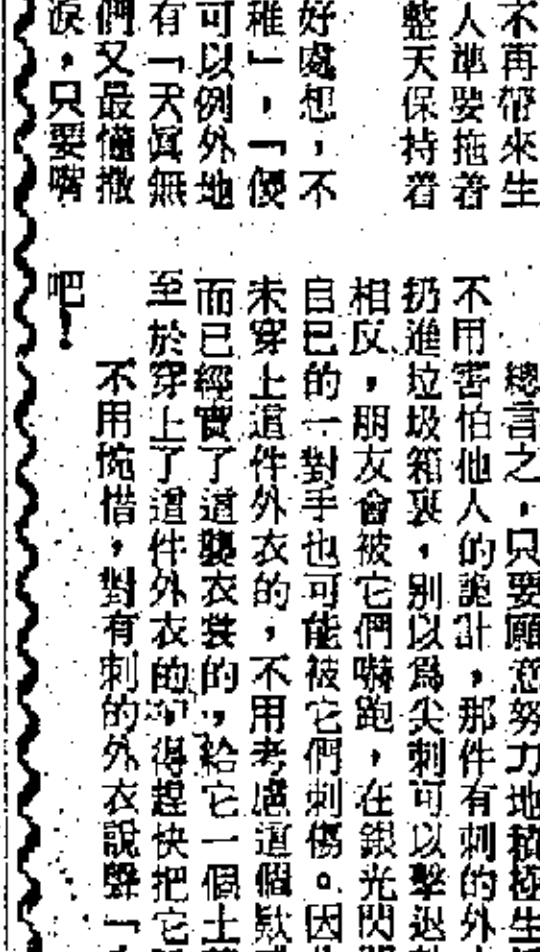 不再帶來生
人準要拖着
整天保持着
好處想，不
稚」，「便
可以例外地
有「天眞無
們又最懂撒
淚，只要嘴
總言之，只要願意努力地積極生
不用害怕他人的詭計，那件有刺的外
扔進垃圾箱裏，別以爲尖刺可以擊退
相反，朋友會被它們嚇跑，在銀光閃
自已的一對手也可能被它們刺傷。因
未穿上這件外衣的，不用考慮這個欵
而已經買了這襲衣裳的，給它一個土
至於穿上了這件外衣的，得趕快把它
不用惋惜，對有刺的外衣說聲「
吧！